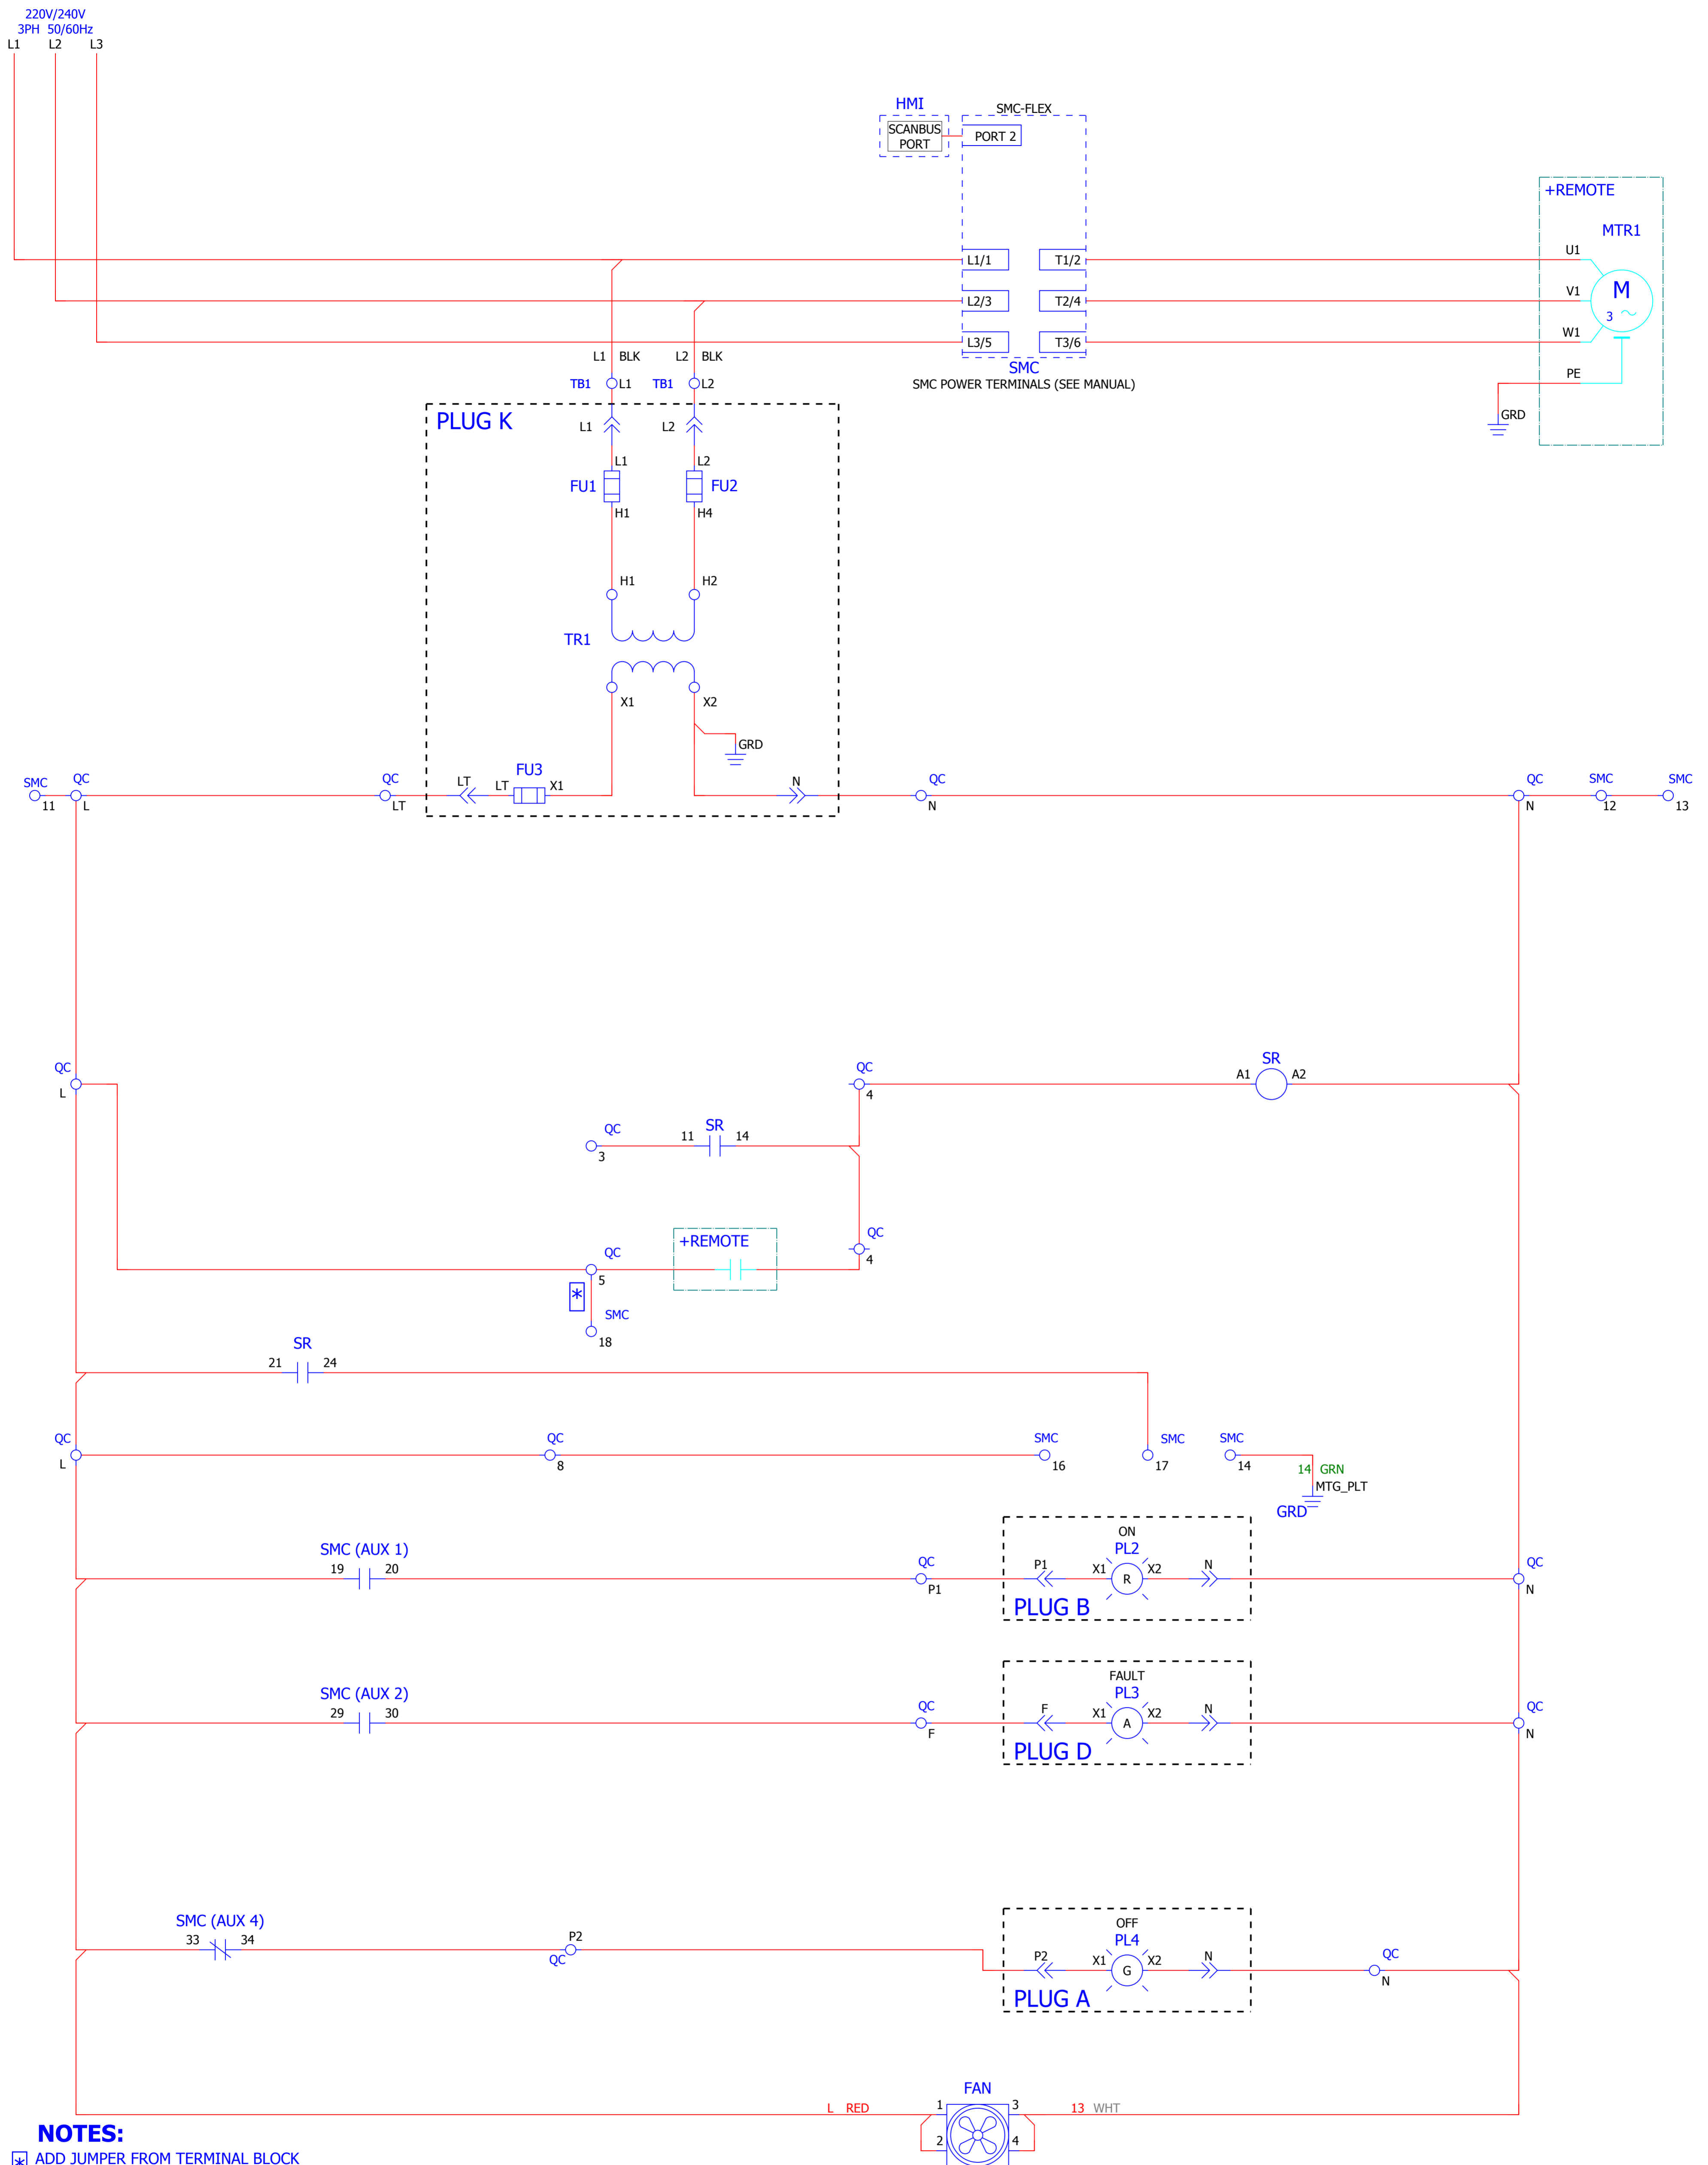 220V/240V
3PH 50/60Hz
L1 L2 L3
HMI
SCANBUS
PORT
SMC-FLEX
PORT 2
+REMOTE
MTR1
L1/1 T1/2 U1
L2/3 T2/4 V1
M
3
L3/5 T3/6 W1
SMC
SMC POWER TERMINALS (SEE MANUAL)
PE
GRD
L1 BLK L2 BLK
TB1 L1 TB1 L2
PLUG K
L1 L2
L1 L2
FU1 FU2
H1 H4
H1 H2
TR1
X1 X2
GRD
FU3
SMC QC QC LT LT X1 N QC QC SMC SMC
11 L LT N N 12 13
QC QC SR
L 4 A1 A2
QC 11 SR 14
3
+REMOTE QC
4
QC
5
*
SMC
18
SR
21 24
QC QC SMC SMC SMC
L 8 16 17 14
14 GRN
MTG_PLT
GRD
ON
SMC (AUX 1) PL2
19 20 QC P1 X1 R X2 N QC
P1 N
PLUG B
FAULT
SMC (AUX 2) PL3
29 30 QC F X1 A X2 N QC
F N
PLUG D
OFF
SMC (AUX 4) PL4
33 34 P2
QC
P2 X1 G X2 N QC
N
PLUG A
FAN
L RED 1 3 13 WHT
2 4
NOTES:
* ADD JUMPER FROM TERMINAL BLOCK